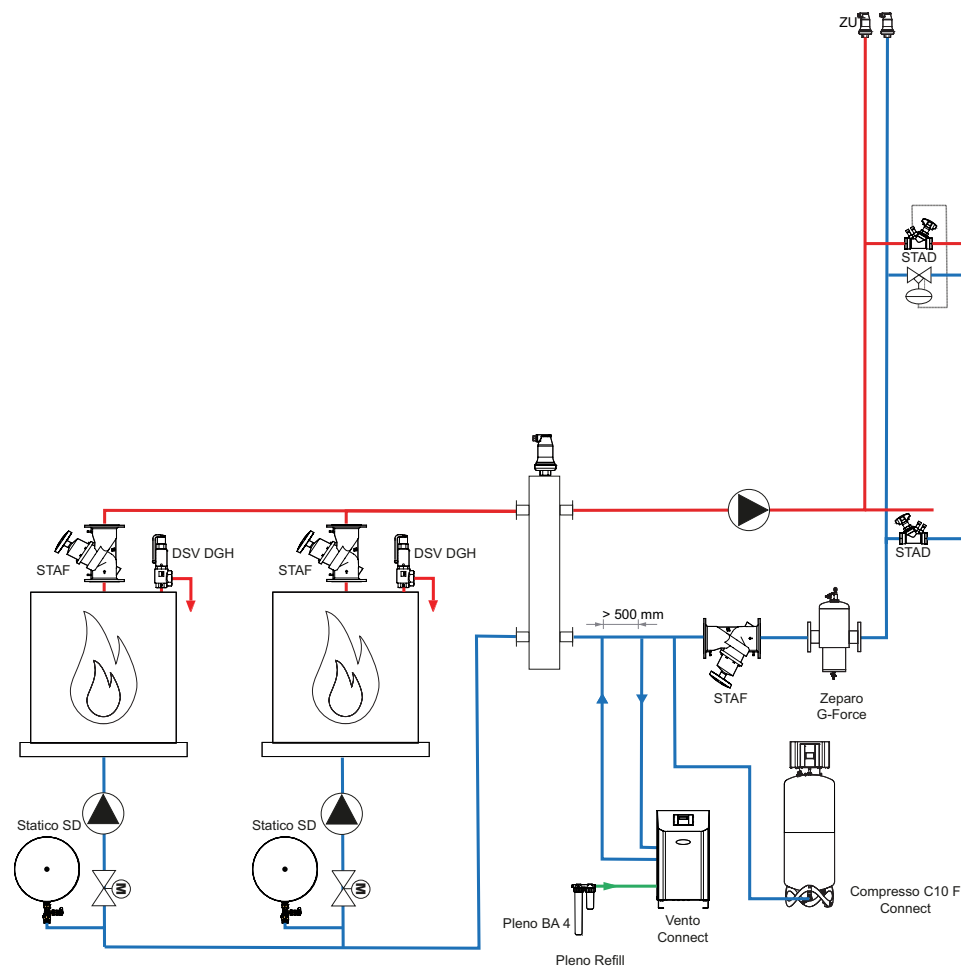 ZU
STAD
STAF
DSV DGH
STAF
DSV DGH
STAD
> 500 mm
STAF
Zeparo
G-Force
Statico SD
M
Statico SD
M
Pleno BA 4
Pleno Refill
Vento
Connect
Compresso C10 F
Connect